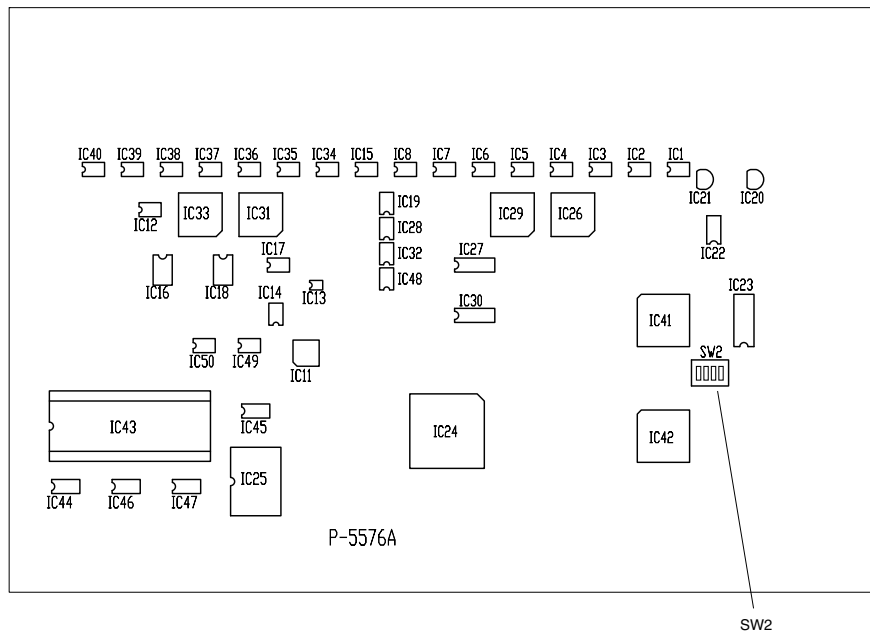 IC40 IC39 IC38 IC37 IC36 IC35 IC34 IC15 IC8 IC7 IC6 IC5 IC4 IC3 IC2 IC1
IC21 IC20
IC12 IC33 IC31 IC19 IC29 IC26
IC28
IC22
IC17 IC32 IC27
IC16 IC18 IC14 IC13 IC48
IC30 IC41 IC23
IC50 IC49 IC11 SW2
IC43 IC45 IC24 IC42
IC25
IC44 IC46 IC47
P-5576A
SW2